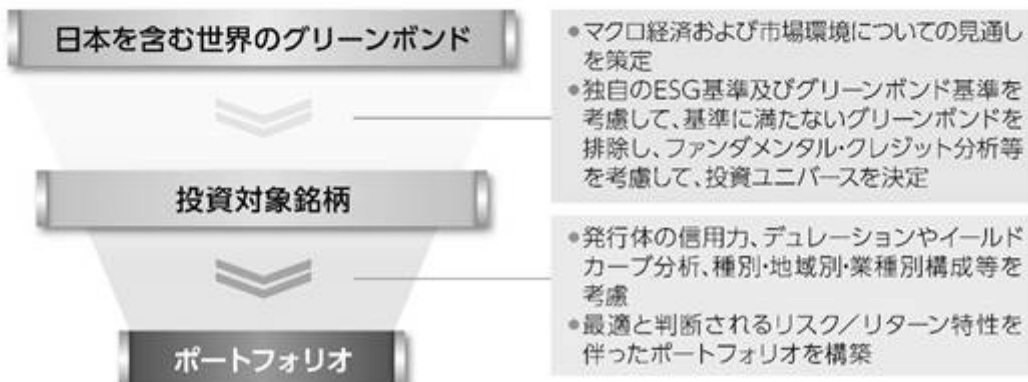 日本を含む世界のグリーンボンド
●マクロ経済および市場環境についての見通し
を策定
●独自のESG基準及びグリーンボンド基準を
考慮して、基準に満たないグリーンボンドを
排除し、ファンダメンタル・クレジット分析等
を考慮して、投資ユニバースを決定
投資対象銘柄
●発行体の信用力、デュレーションやイールド
カーブ分析、種別・地域別・業種別構成等を
考慮
●最適と判断されるリスク／リターン特性を
伴ったポートフォリオを構築
ポートフォリオ